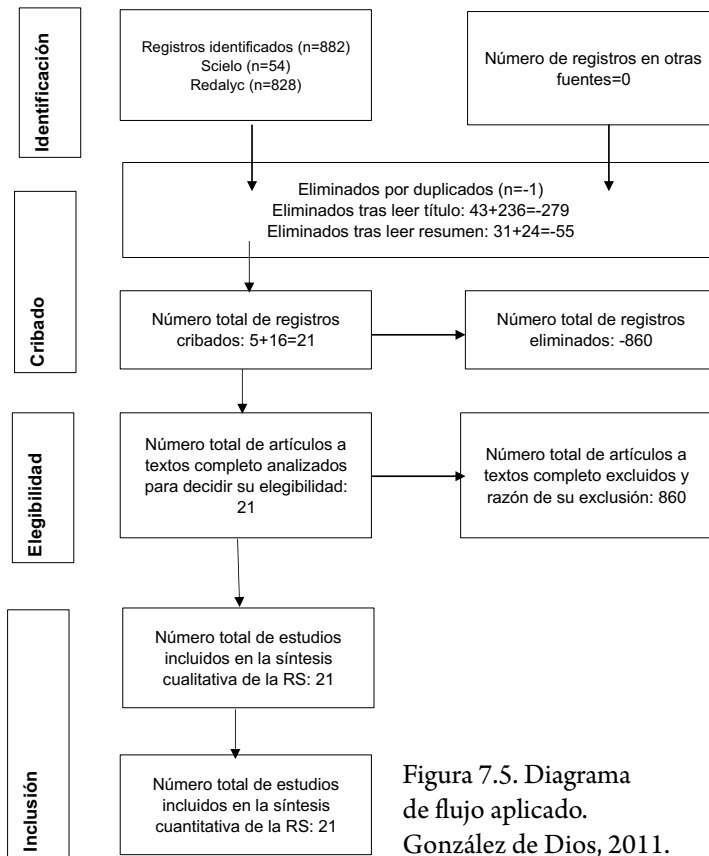 Identificación
Registros identificados (n=882)
Scielo (n=54)
Redalyc (n=828)
Número de registros en otras
fuentes=0
Eliminados por duplicados (n=-1)
Eliminados tras leer título: 43+236=-279
Eliminados tras leer resumen: 31+24=-55
Cribado
Número total de registros
cribados: 5+16=21
Número total de registros
eliminados: -860
Elegibilidad
Número total de artículos a
textos completo analizados
para decidir su elegebilidad:
21
Número total de artículos a
textos completo excluidos y
razón de su exclusión: 860
Inclusión
Número total de estudios
incluidos en la síntesis
cualitativa de la RS: 21
Número total de estudios
incluidos en la síntesis
cuantitativa de la RS: 21
Figura 7.5. Diagrama
de flujo aplicado.
González de Dios, 2011.